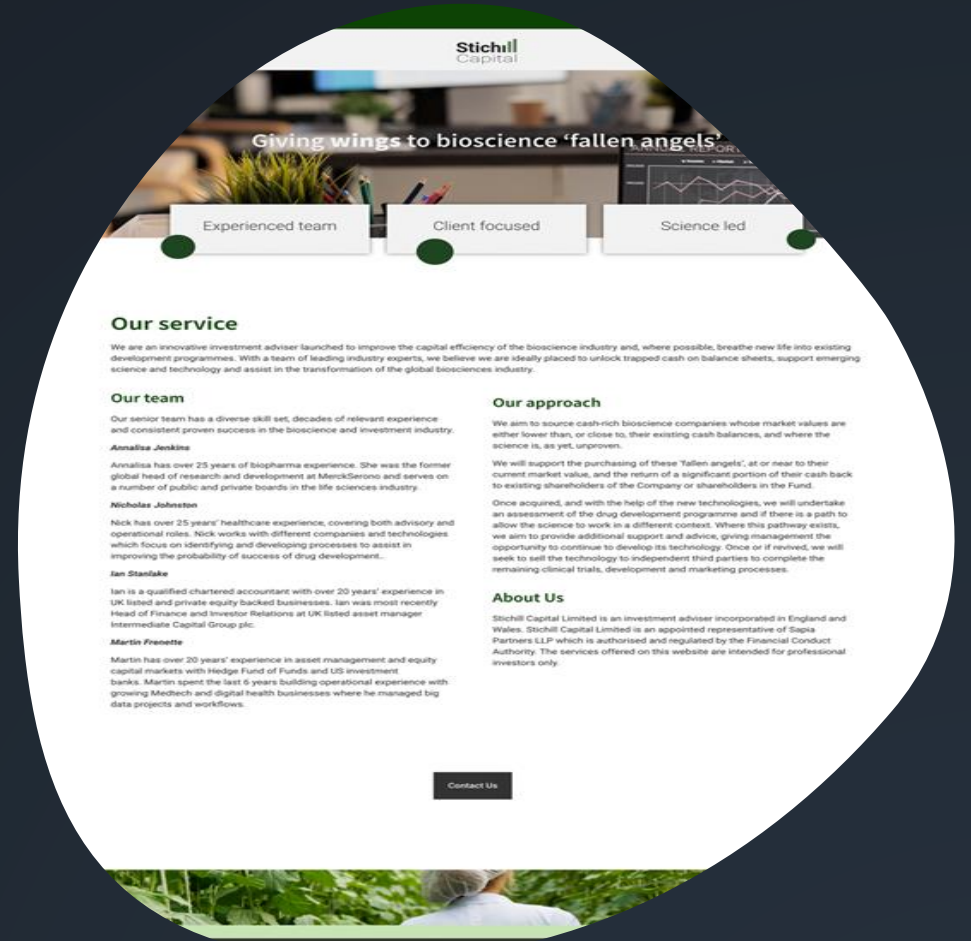 Stichill
Capital
Giving wings to bioscience ‘fallen angels’
ANNUAL REPORT
Experienced team
Client focused
Science led
Our service
We are an innovative investment adviser launched to improve the capital efficiency of the bioscience industry and, where possible, breathe new life into existing
development programmes. With a team of leading industry experts, we believe we are ideally placed to unlock trapped cash on balance sheets, support emerging
science and technology and assist in the transformation of the global biosciences industry.
Our team
Our senior team has a diverse skill set, decades of relevant experience
and consistent proven success in the bioscience and investment industry.
Annalisa Jenkins
Annalisa has over 25 years of biopharma experience. She was the former
global head of research and development at MerckSerono and serves on
a number of public and private boards in the life sciences industry.
Nicholas Johnston
Nick has over 25 years’ healthcare experience, covering both advisory and
operational roles. Nick works with different companies and technologies
which focus on identifying and developing processes to assist in
improving the probability of success of drug development..
Ian Stanlake
Ian is a qualified chartered accountant with over 20 years’ experience in
UK listed and private equity backed businesses. Ian was most recently
Head of Finance and Investor Relations at UK listed asset manager
Intermediate Capital Group plc.
Martin Frenette
Martin has over 20 years’ experience in asset management and equity
capital markets with Hedge Fund of Funds and US investment
banks. Martin spent the last 6 years building operational experience with
growing Medtech and digital health businesses where he managed big
data projects and workflows.
Our approach
We aim to source cash-rich bioscience companies whose market values are
either lower than, or close to, their existing cash balances, and where the
science is, as yet, unproven.
We will support the purchasing of these ‘fallen angels’, at or near to their
current market value, and the return of a significant portion of their cash back
to existing shareholders of the Company or shareholders in the Fund.
Once acquired, and with the help of the new technologies, we will undertake
an assessment of the drug development programme and if there is a path to
allow the science to work in a different context. Where this pathway exists,
we aim to provide additional support and advice, giving management the
opportunity to continue to develop its technology. Once or if revived, we will
seek to sell the technology to independent third parties to complete the
remaining clinical trials, development and marketing processes.
About Us
Stichill Capital Limited is an investment adviser incorporated in England and
Wales. Stichill Capital Limited is an appointed representative of Sapia
Partners LLP which is authorised and regulated by the Financial Conduct
Authority. The services offered on this website are intended for professional
investors only.
Contact Us